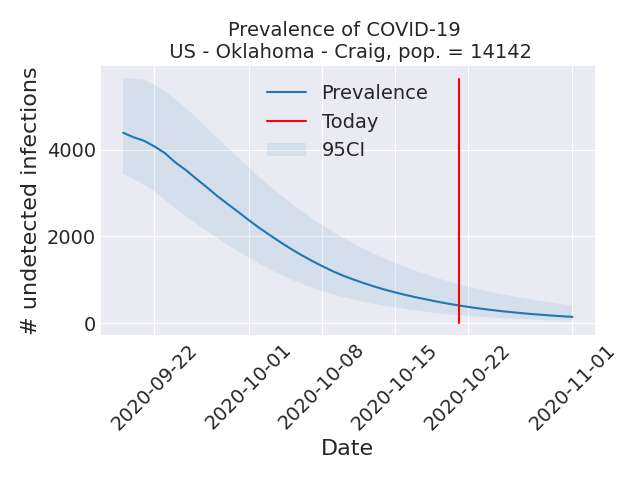 Prevalence of COVID-19
US - Oklahoma - Craig, pop. = 14142
Prevalence
Today
95CI
# undetected infections
4000
2000
0
2020-09-22
2020-10-01
2020-10-08
2020-10-15
2020-10-22
2020-11-01
Date